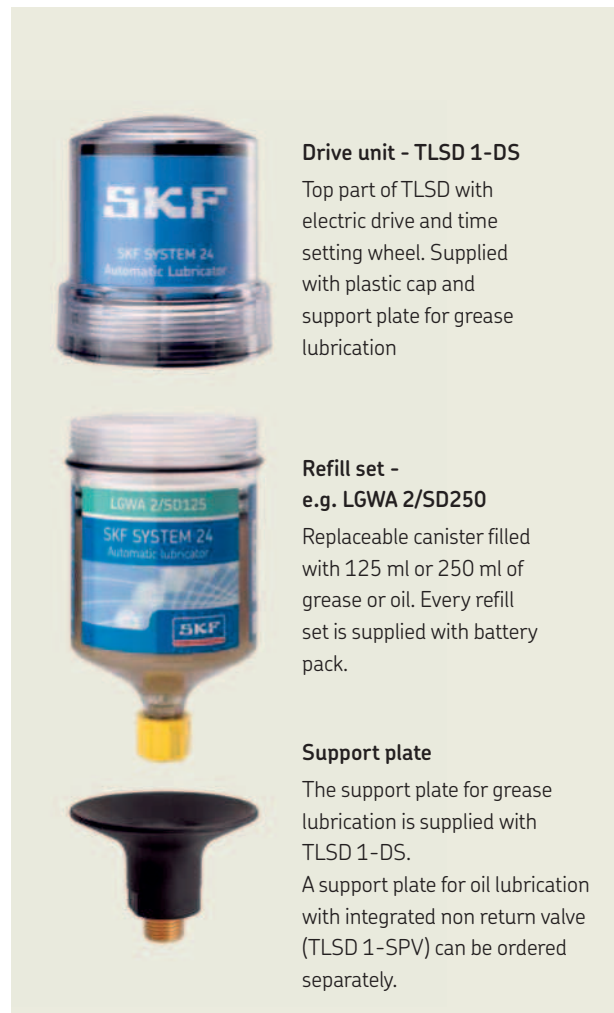 SKF
SKF SYSTEM 24
Automatic Lubricator
Drive unit - TLSD 1-DS
Top part of TLSD with
electric drive and time
setting wheel. Supplied
with plastic cap and
support plate for grease
lubrication
LGWA 2/SD125
SKF SYSTEM 24
Automatic lubricator
SKF
Refill set -
e.g. LGWA 2/SD250
Replaceable canister filled
with 125 ml or 250 ml of
grease or oil. Every refill
set is supplied with battery
pack.
Support plate
The support plate for grease
lubrication is supplied with
TLSD 1-DS.
A support plate for oil lubrication
with integrated non return valve
(TLSD 1-SPV) can be ordered
separately.